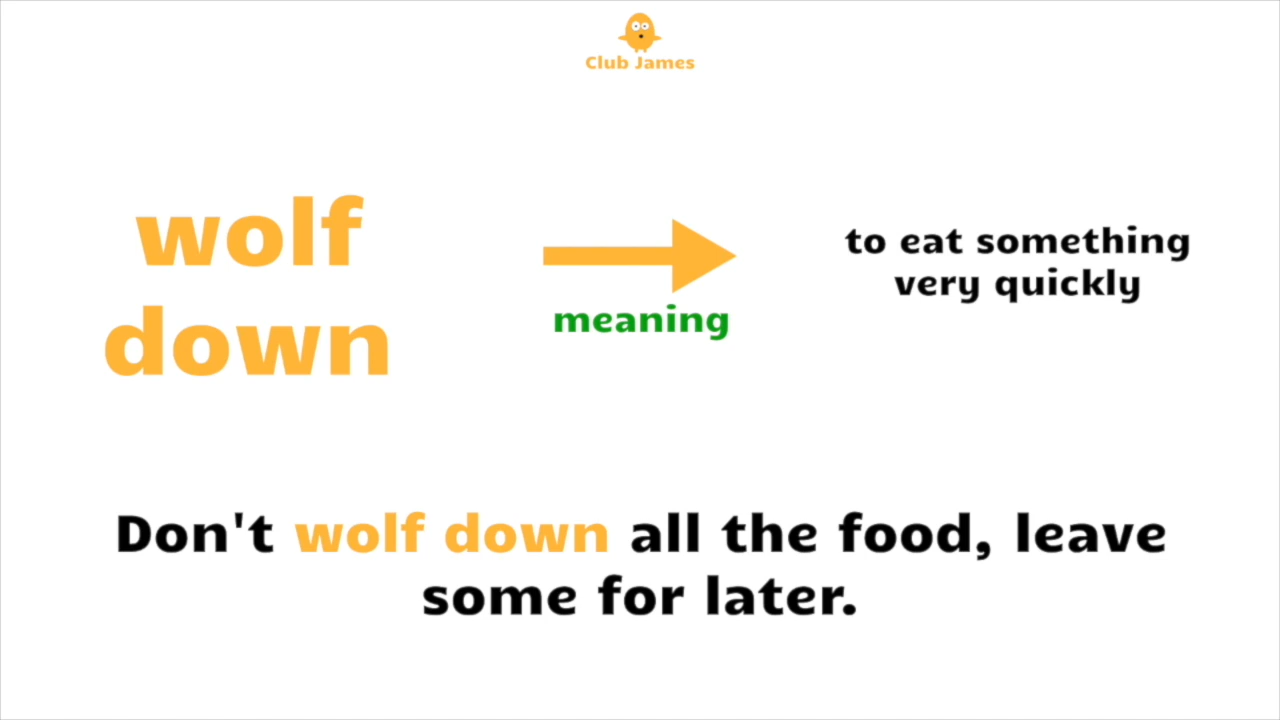 Club James
wolf
down
meaning
to eat something
very quickly
Don't wolf down all the food, leave
some for later.